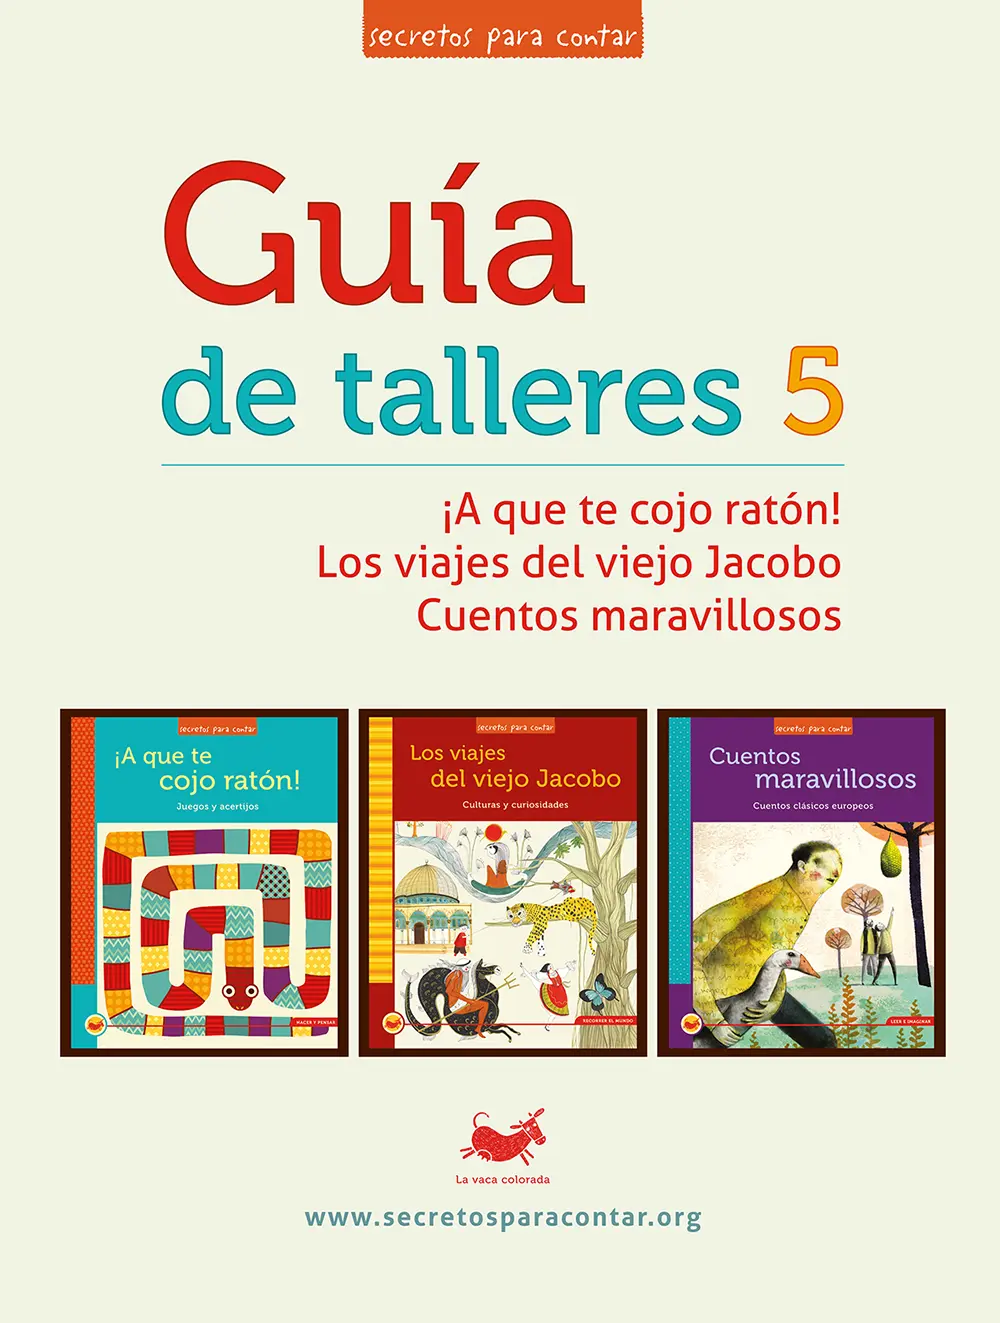 secretos para contar
Guía
de talleres 5
¡A que te cojo ratón!
Los viajes del viejo Jacobo
Cuentos maravillosos
secretos para contar
¡A que te
cojo ratón!
Juegos y acertijos
HACER Y PENSAR
secretos para contar
Los viajes
del viejo Jacobo
Culturas y curiosidades
RECORRER EL MUNDO
secretos para contar
Cuentos
maravillosos
Cuentos clásicos europeos
LEER E IMAGINAR
La vaca colorada
www.secretosparacontar.org